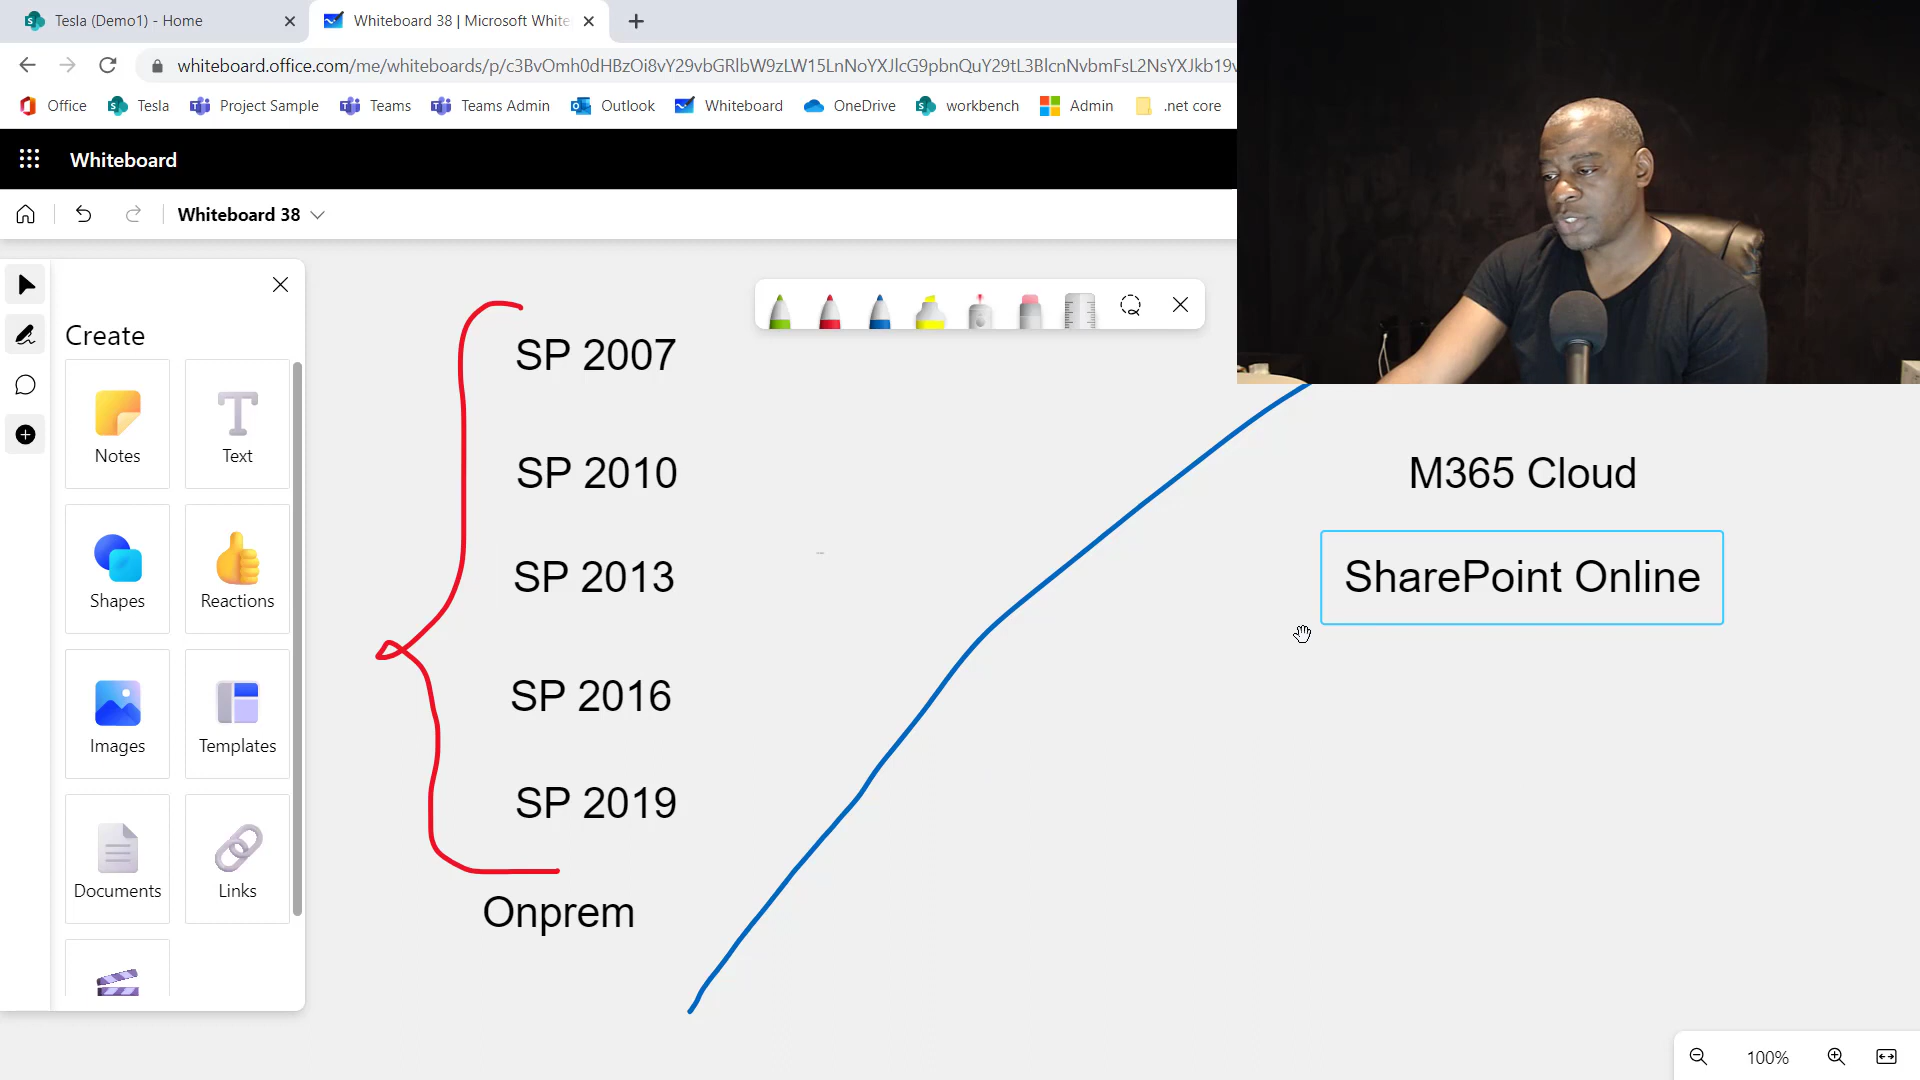 Tesla (Demo1) - Home
Whiteboard 38 | Microsoft White
whiteboard.office.com/me/whiteboards/p/c3BvOmh0dHBzOi8vY29vbGRlbW9zLW15LnNoYXJlcG9pbnQuY29tL3BlcnNvbmFsL2NsYXJkb19v
Office
Tesla
Project Sample
Teams
Teams Admin
Outlook
Whiteboard
OneDrive
workbench
Admin
.net core
Whiteboard
Whiteboard 38
Create
Notes
Text
Shapes
Reactions
Images
Templates
Documents
Links
SP 2007
SP 2010
SP 2013
SP 2016
SP 2019
Onprem
M365 Cloud
SharePoint Online
100%